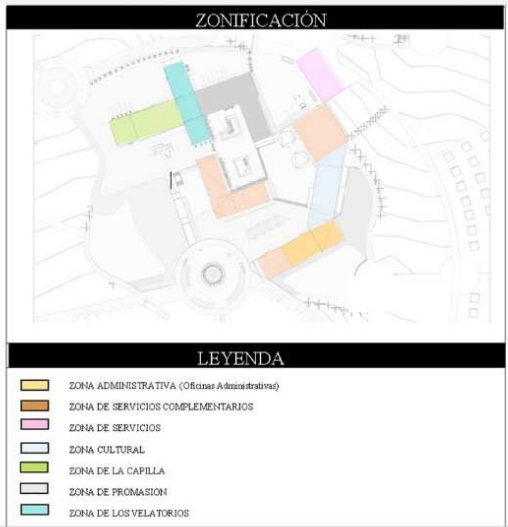 ZONIFICACIÓN
LEYENDA
ZONA ADMINISTRATIVA (Oficinas Administrativas)
ZONA DE SERVICIOS COMPLEMENTARIOS
ZONA DE SERVICIOS
ZONA CULTURAL
ZONA DE LA CAPILLA
ZONA DE PROMASION
ZONA DE LOS VELATORIOS